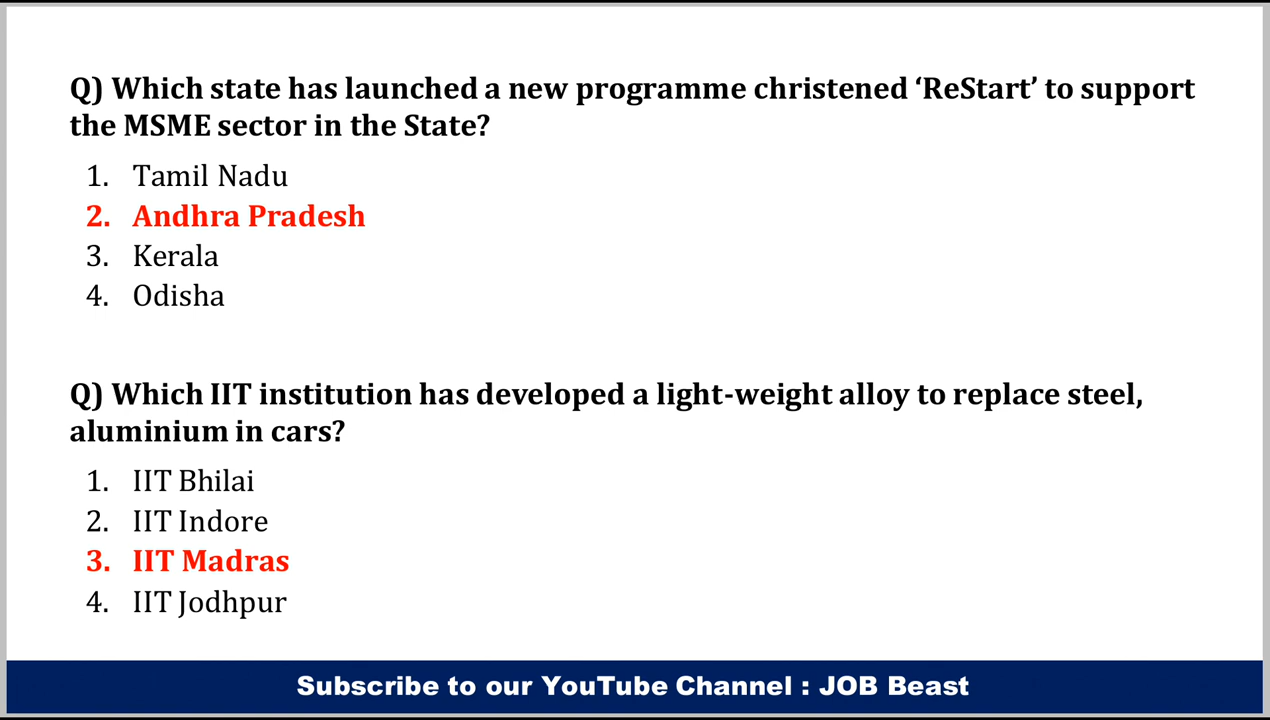 Q) Which state has launched a new programme christened ‘ReStart’ to support
the MSME sector in the State?
1. Tamil Nadu
2. Andhra Pradesh
3. Kerala
4. Odisha
Q) Which IIT institution has developed a light-weight alloy to replace steel,
aluminium in cars?
1. IIT Bhilai
2. IIT Indore
3. IIT Madras
4. IIT Jodhpur
Subscribe to our YouTube Channel : JOB Beast